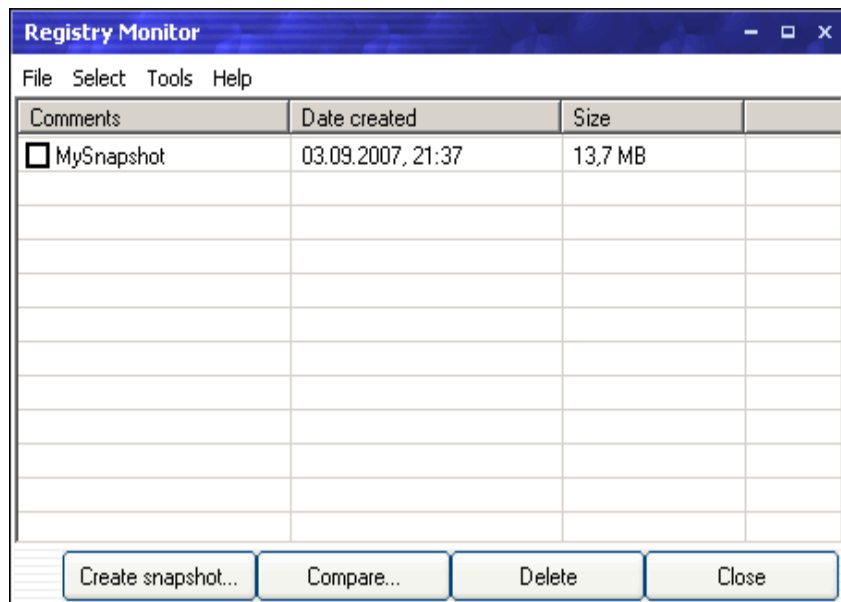 Registry Monitor
File Select Tools Help
Comments Date created Size
MySnapshot 03.09.2007, 21:37 13,7 MB
Create snapshot... Compare... Delete Close